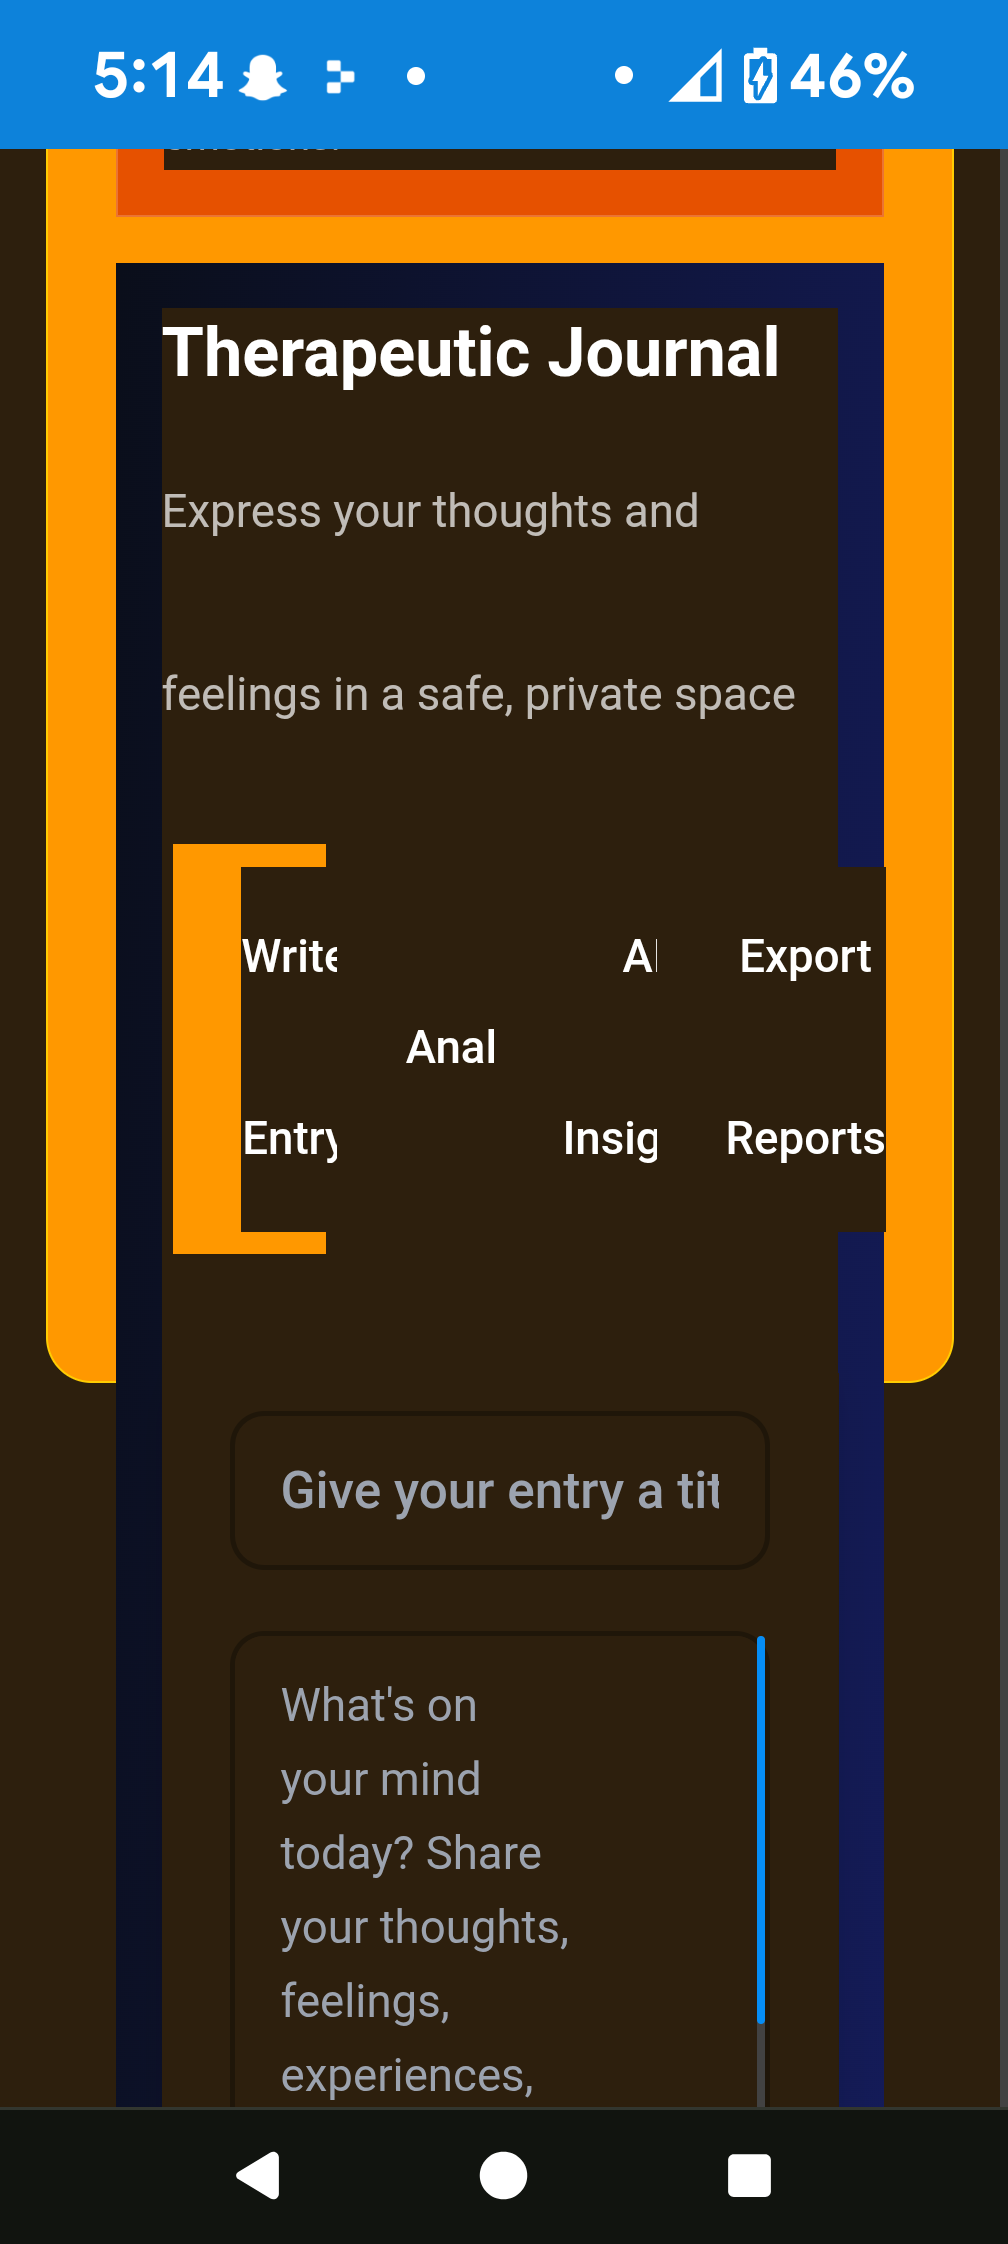 5:14 46%
Therapeutic Journal
Express your thoughts and
feelings in a safe, private space
Write AI Export
Anal
Entry Insig Reports
Give your entry a tit
What's on
your mind
today? Share
your thoughts,
feelings,
experiences,